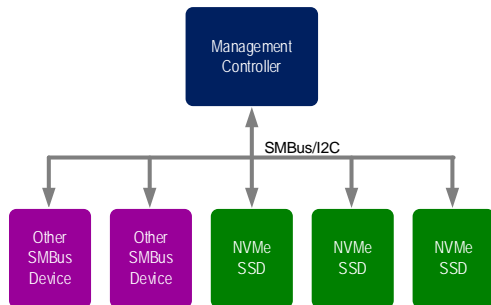 Management
Controller
SMBus/I2C
Other
SMBus
Device
Other
SMBus
Device
NVMe
SSD
NVMe
SSD
NVMe
SSD